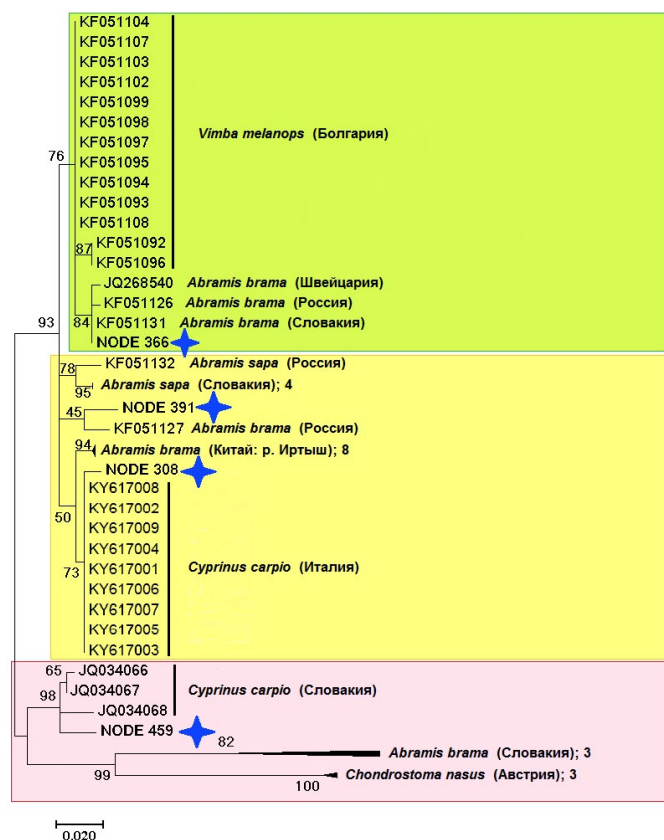 KF051104
KF051107
KF051103
KF051102
KF051099
KF051098
KF051097
KF051095
KF051094
KF051093
KF051108
Vimba melanops (Болгария)
76
KF051092
KF051096
87
JQ268540 Abramis brama (Швейцария)
KF051126 Abramis brama (Россия)
KF051131 Abramis brama (Словакия)
84
NODE 366
93
KF051132 Abramis sapa (Россия)
78
Abramis sapa (Словакия); 4
95
NODE 391
45
KF051127 Abramis brama (Россия)
94
Abramis brama (Китай: р. Иртыш); 8
NODE 308
50
KY617008
KY617002
KY617009
KY617004
KY617001
KY617006
KY617007
KY617005
KY617003
73
Cyprinus carpio (Италия)
65
JQ034066
JQ034067
98
JQ034068
Cyprinus carpio (Словакия)
NODE 459
82
Abramis brama (Словакия); 3
99
Chondrostoma nasus (Австрия); 3
100
0.020